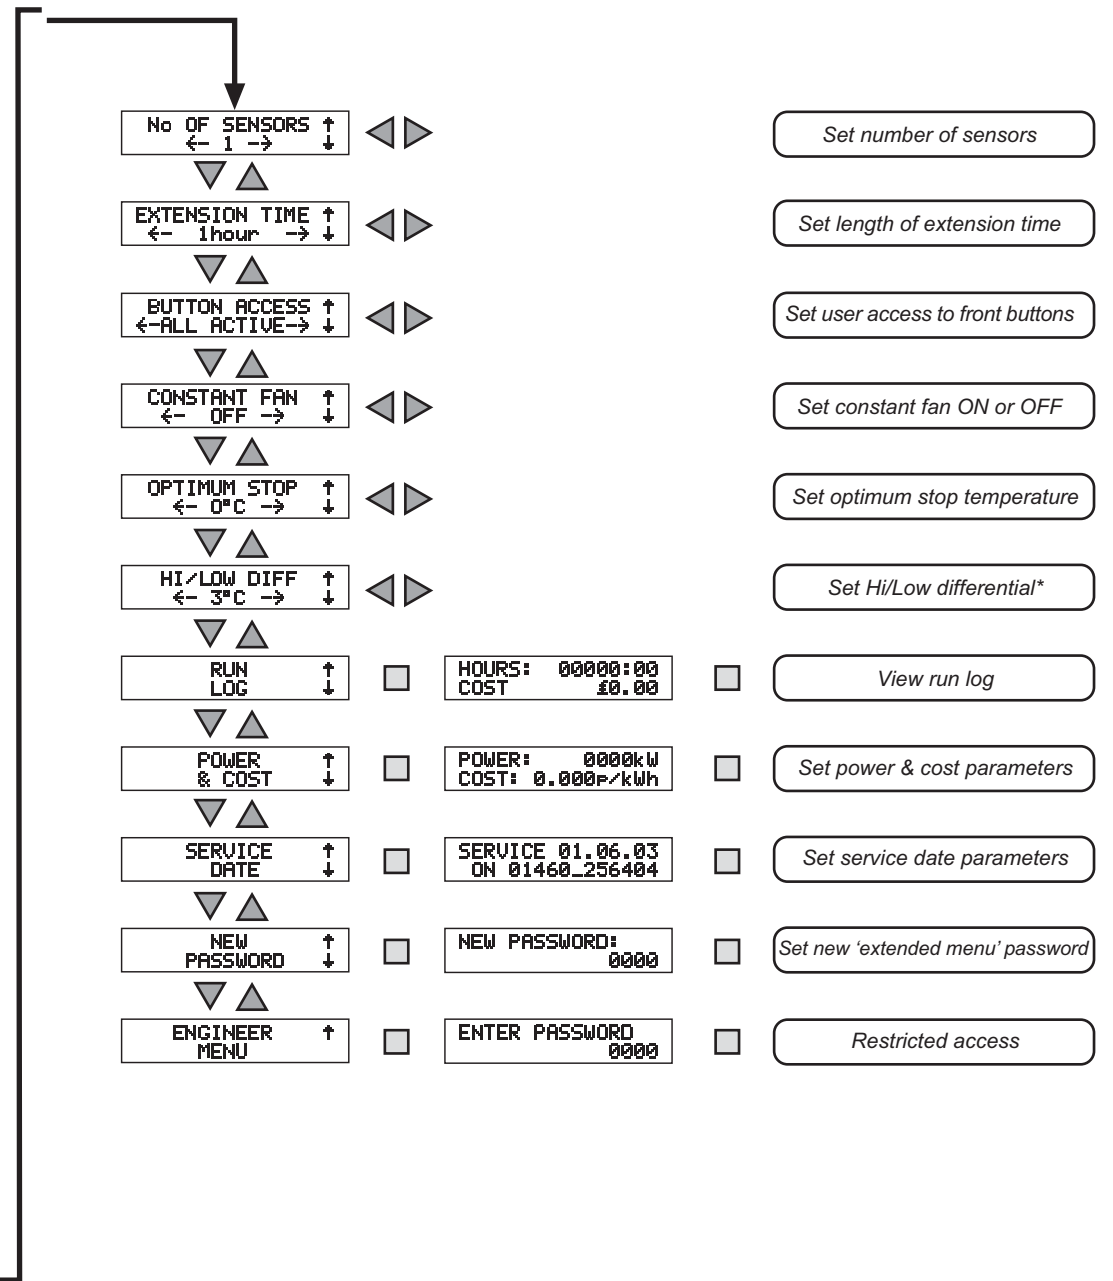 No OF SENSORS ↑
←- 1 -→ ↓
Set number of sensors
EXTENSION TIME ↑
←- 1hour -→ ↓
Set length of extension time
BUTTON ACCESS ↑
←-ALL ACTIVE-→ ↓
Set user access to front buttons
CONSTANT FAN ↑
←- OFF -→ ↓
Set constant fan ON or OFF
OPTIMUM STOP ↑
←- 0°C -→ ↓
Set optimum stop temperature
HI/LOW DIFF ↑
←- 3°C -→ ↓
Set Hi/Low differential*
RUN ↑
LOG ↓
HOURS: 00000:00
COST £0.00
View run log
POWER ↑
& COST ↓
POWER: 0000kW
COST: 0.000p/kWh
Set power & cost parameters
SERVICE ↑
DATE ↓
SERVICE 01.06.03
ON 01460_256404
Set service date parameters
NEW ↑
PASSWORD ↓
NEW PASSWORD:
0000
Set new ‘extended menu’ password
ENGINEER ↑
MENU
ENTER PASSWORD
0000
Restricted access